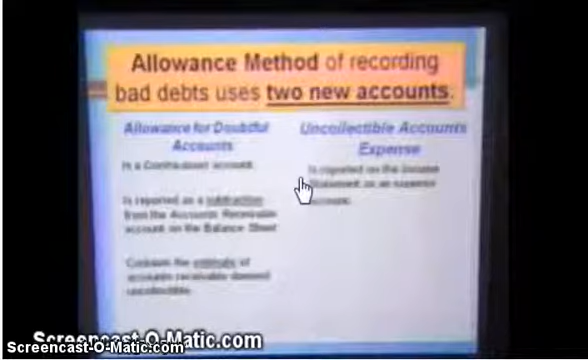 Allowance Method of recording
bad debts uses two new accounts.
Allowance for Doubtful
Accounts
Is a Contra-asset account.
Is reported as a subtraction
from the Accounts Receivable
account on the Balance Sheet
Contains the estimate of
accounts receivable deemed
uncollectible.
Uncollectible Accounts
Expense
Is reported on the Income
Statement as an expense
account.
Screencast-O-Matic.com
Screencast-O-Matic.com